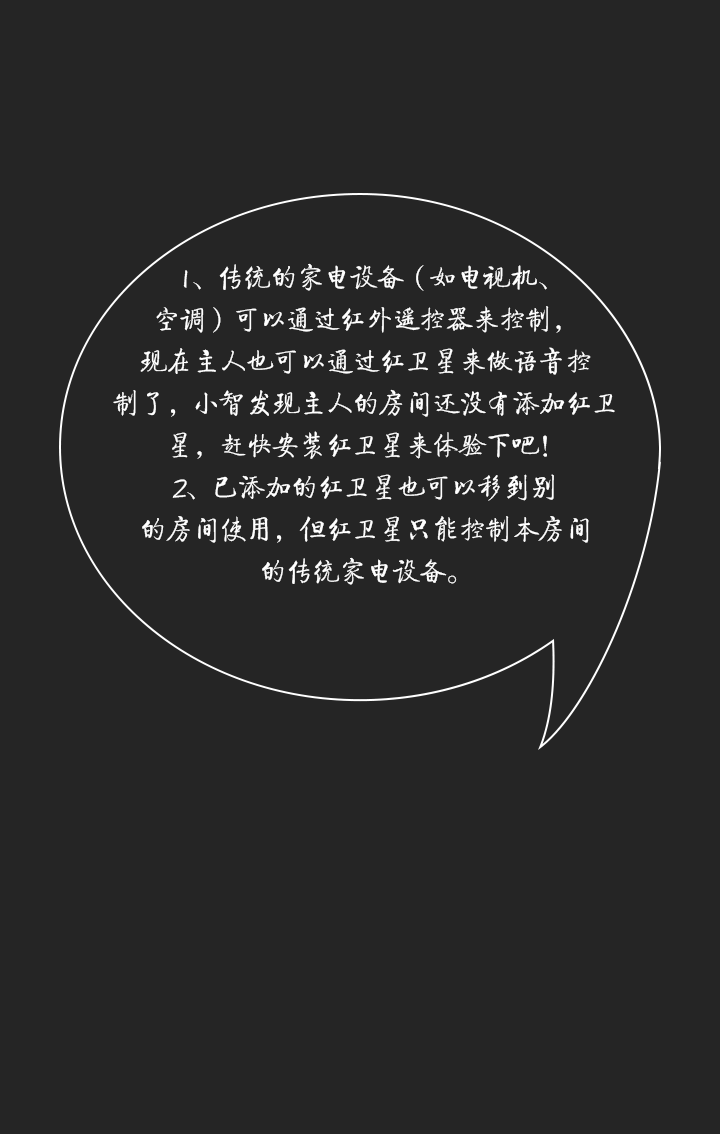 1、传统的家电设备（如电视机、
空调）可以通过红外遥控器来控制，
现在主人也可以通过红卫星来做语音控
制了，小智发现主人的房间还没有添加红卫
星，赶快安装红卫星来体验下吧！
2、已添加的红卫星也可以移到别
的房间使用，但红卫星只能控制本房间
的传统家电设备。